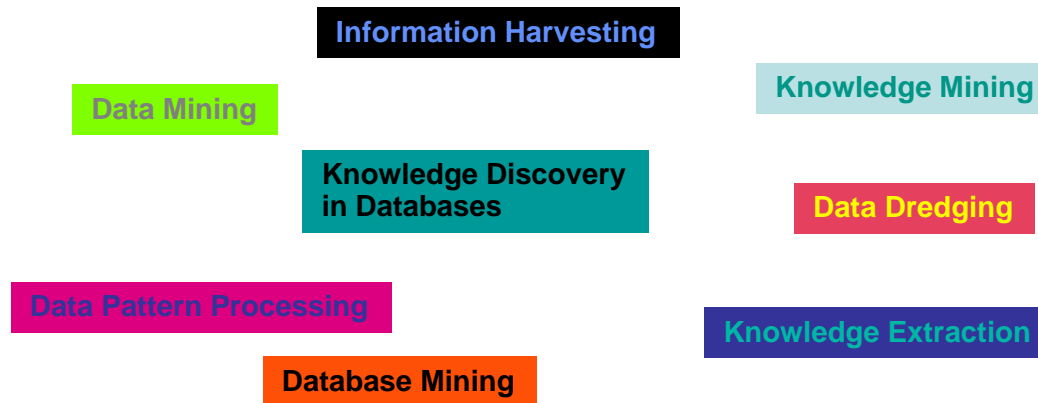 Information Harvesting
Knowledge Mining
Data Mining
Knowledge Discovery
in Databases
Data Dredging
Data Pattern Processing
Knowledge Extraction
Database Mining